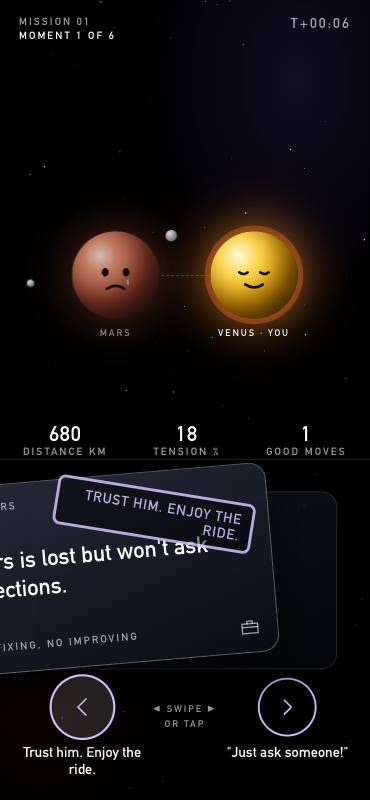 MISSION 01
MOMENT 1 OF 6
T+00:06
MARS
VENUS · YOU
680
DISTANCE KM
18
TENSION %
1
GOOD MOVES
TRUST HIM. ENJOY THE
RIDE.
is lost but won't ask
FIXING. NO IMPROVING
◀ SWIPE ▶
OR TAP
Trust him. Enjoy the
ride.
"Just ask someone!"